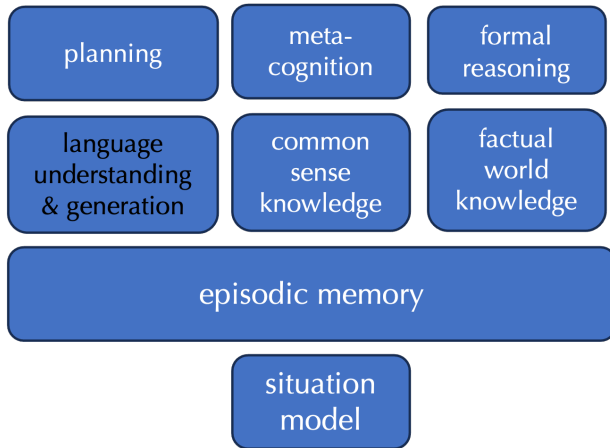 planning
meta-
cognition
formal
reasoning
language
understanding
& generation
common
sense
knowledge
factual
world
knowledge
episodic memory
situation
model